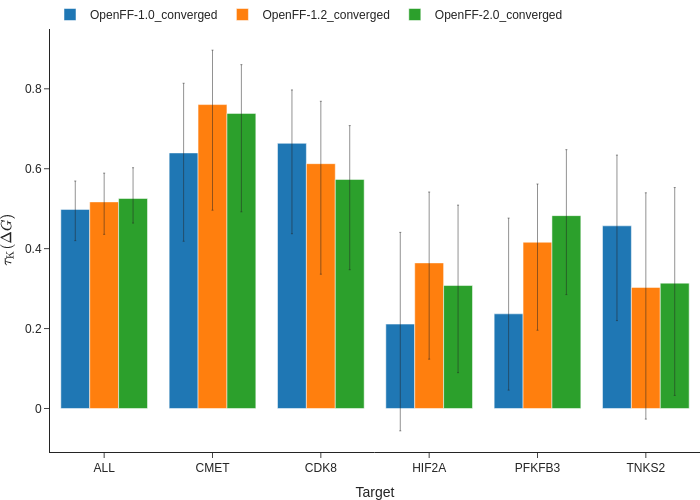 OpenFF-1.0_converged OpenFF-1.2_converged OpenFF-2.0_converged
0.8
0.6
0.4
0.2
0
τK(ΔG)
ALL CMET CDK8 HIF2A PFKFB3 TNKS2
Target